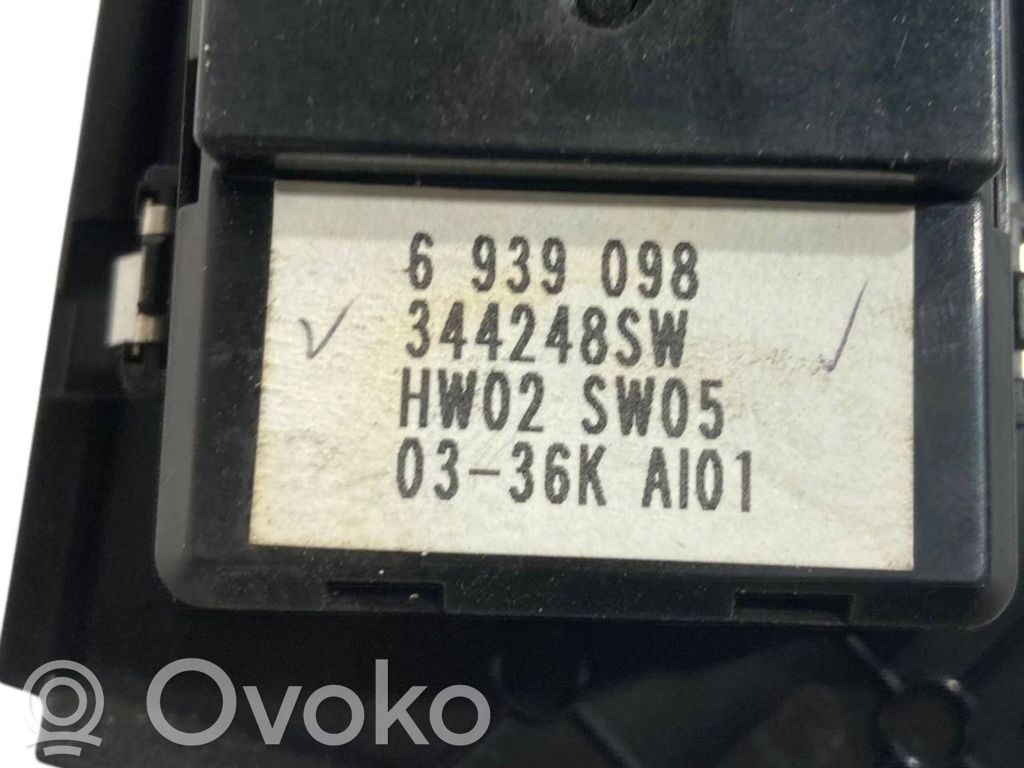 6 939 098
344248SW
HW02 SW05
03-36K AI01
R Ovoko